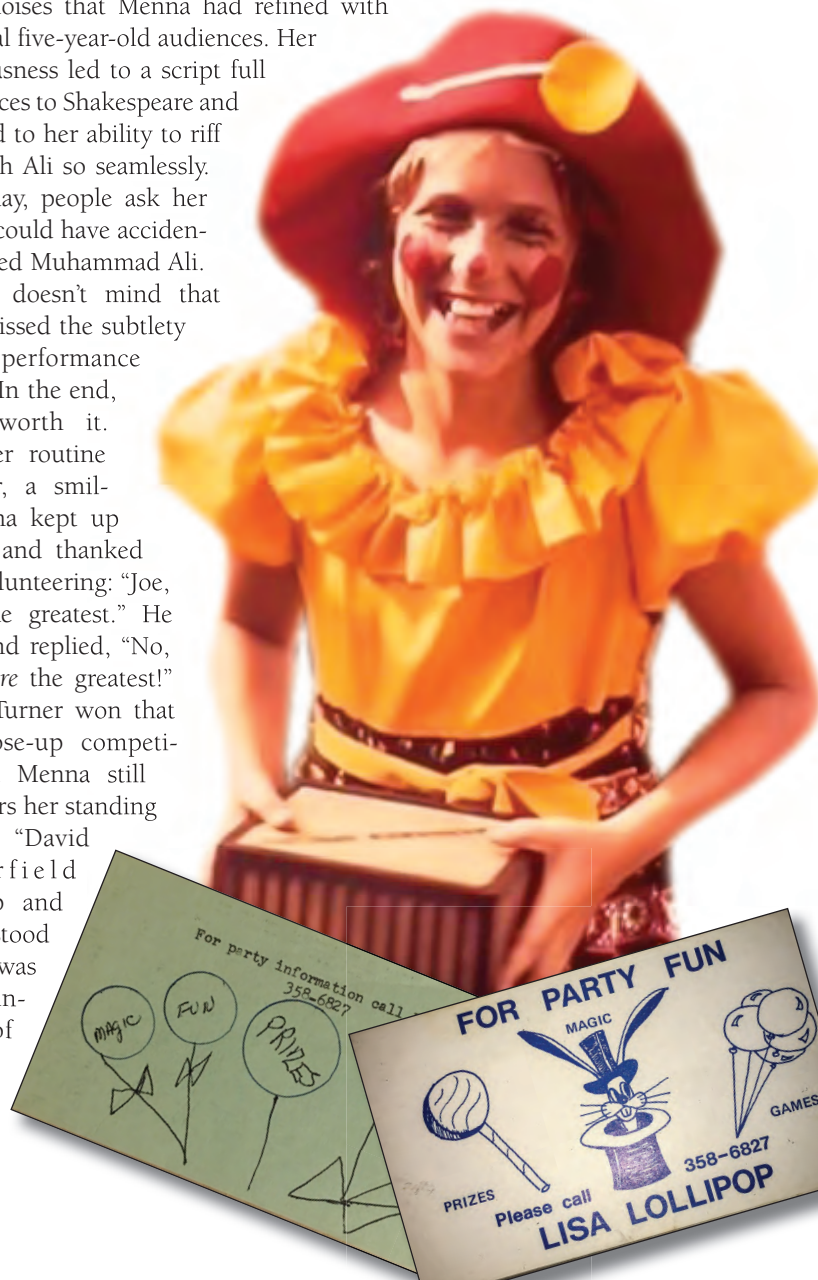 oises that Menna had refined with
al five-year-old audiences. Her
usness led to a script full
ces to Shakespeare and
d to her ability to riff
h Ali so seamlessly.
ay, people ask her
could have acciden-
ed Muhammad Ali.
doesn’t mind that
issed the subtlety
performance
In the end,
worth it.
er routine
r, a smil-
na kept up
and thanked
lunteering: “Joe,
e greatest.” He
nd replied, “No,
re the greatest!”
Turner won that
ose-up competi-
Menna still
rs her standing
“David
rfield
p and
stood
was
in-
of
For party information call
358-6827
MAGIC
FUN
PRIZES
FOR PARTY FUN
MAGIC
GAMES
PRIZES
358-6827
Please call
LISA LOLLIPOP